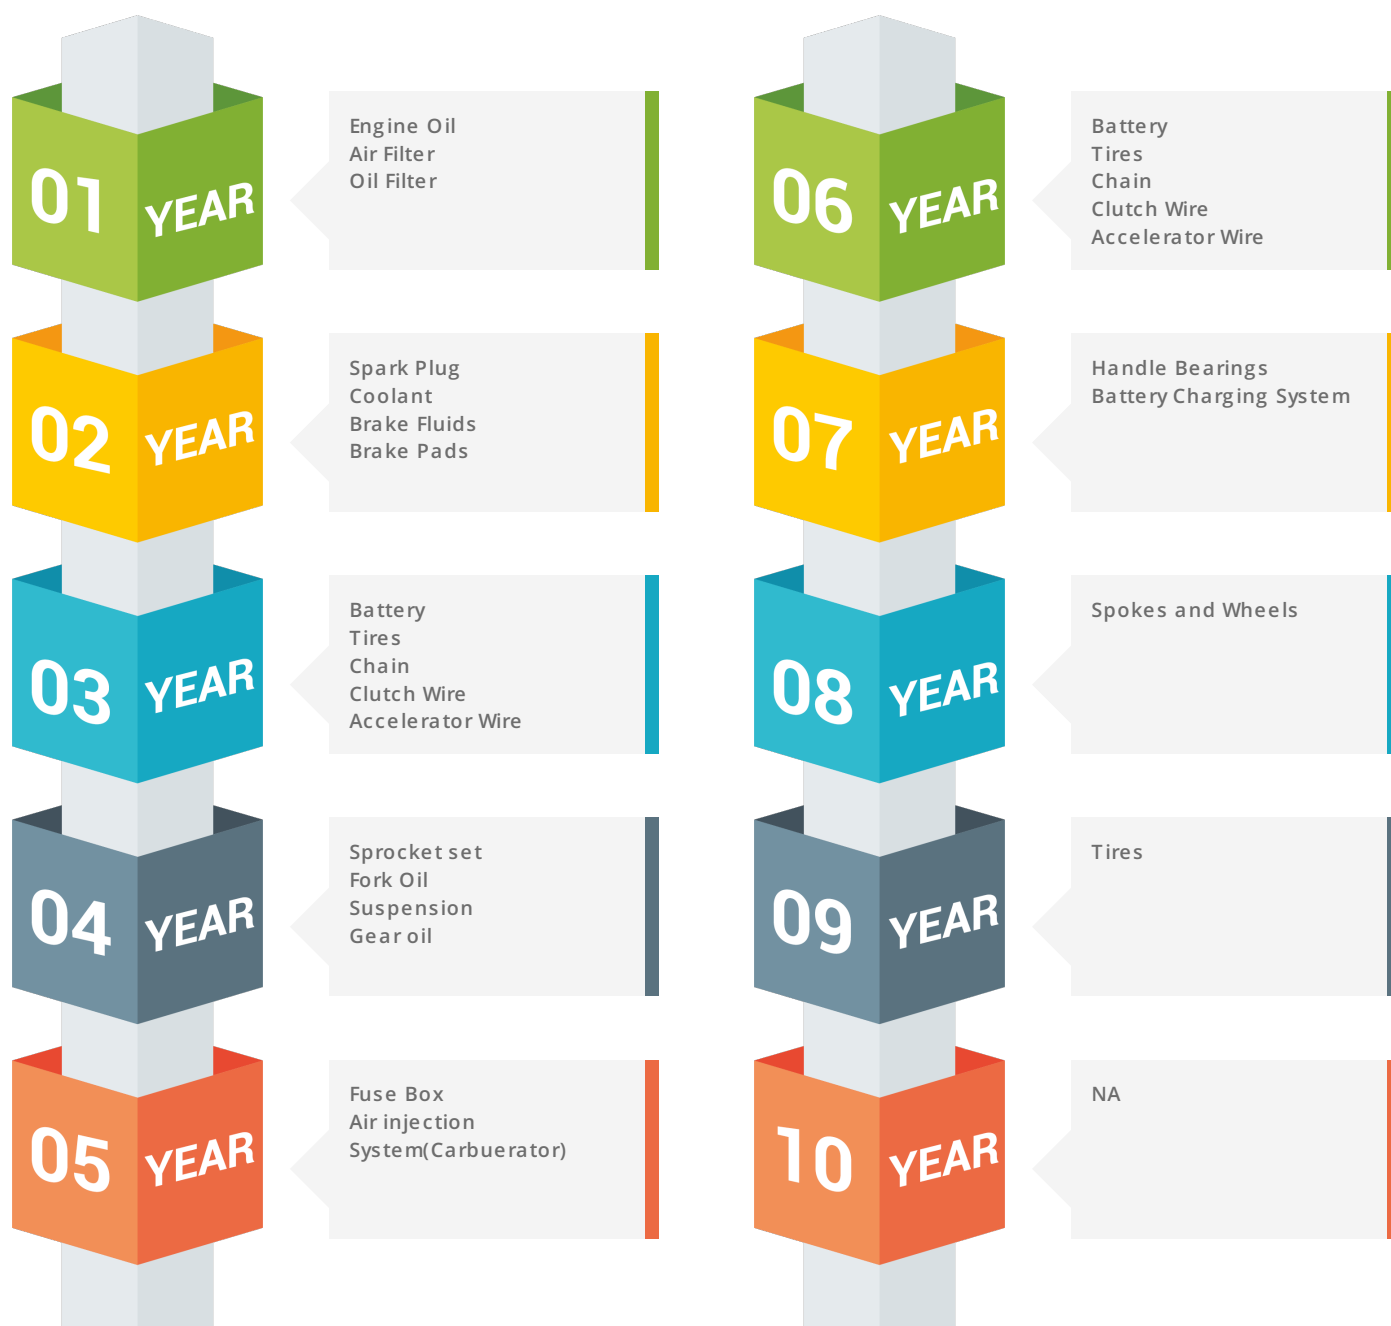 01 YEAR
Engine Oil
Air Filter
Oil Filter
02 YEAR
Spark Plug
Coolant
Brake Fluids
Brake Pads
03 YEAR
Battery
Tires
Chain
Clutch Wire
Accelerator Wire
04 YEAR
Sprocket set
Fork Oil
Suspension
Gear oil
05 YEAR
Fuse Box
Air injection
System(Carbuerator)
06 YEAR
Battery
Tires
Chain
Clutch Wire
Accelerator Wire
07 YEAR
Handle Bearings
Battery Charging System
08 YEAR
Spokes and Wheels
09 YEAR
Tires
10 YEAR
NA